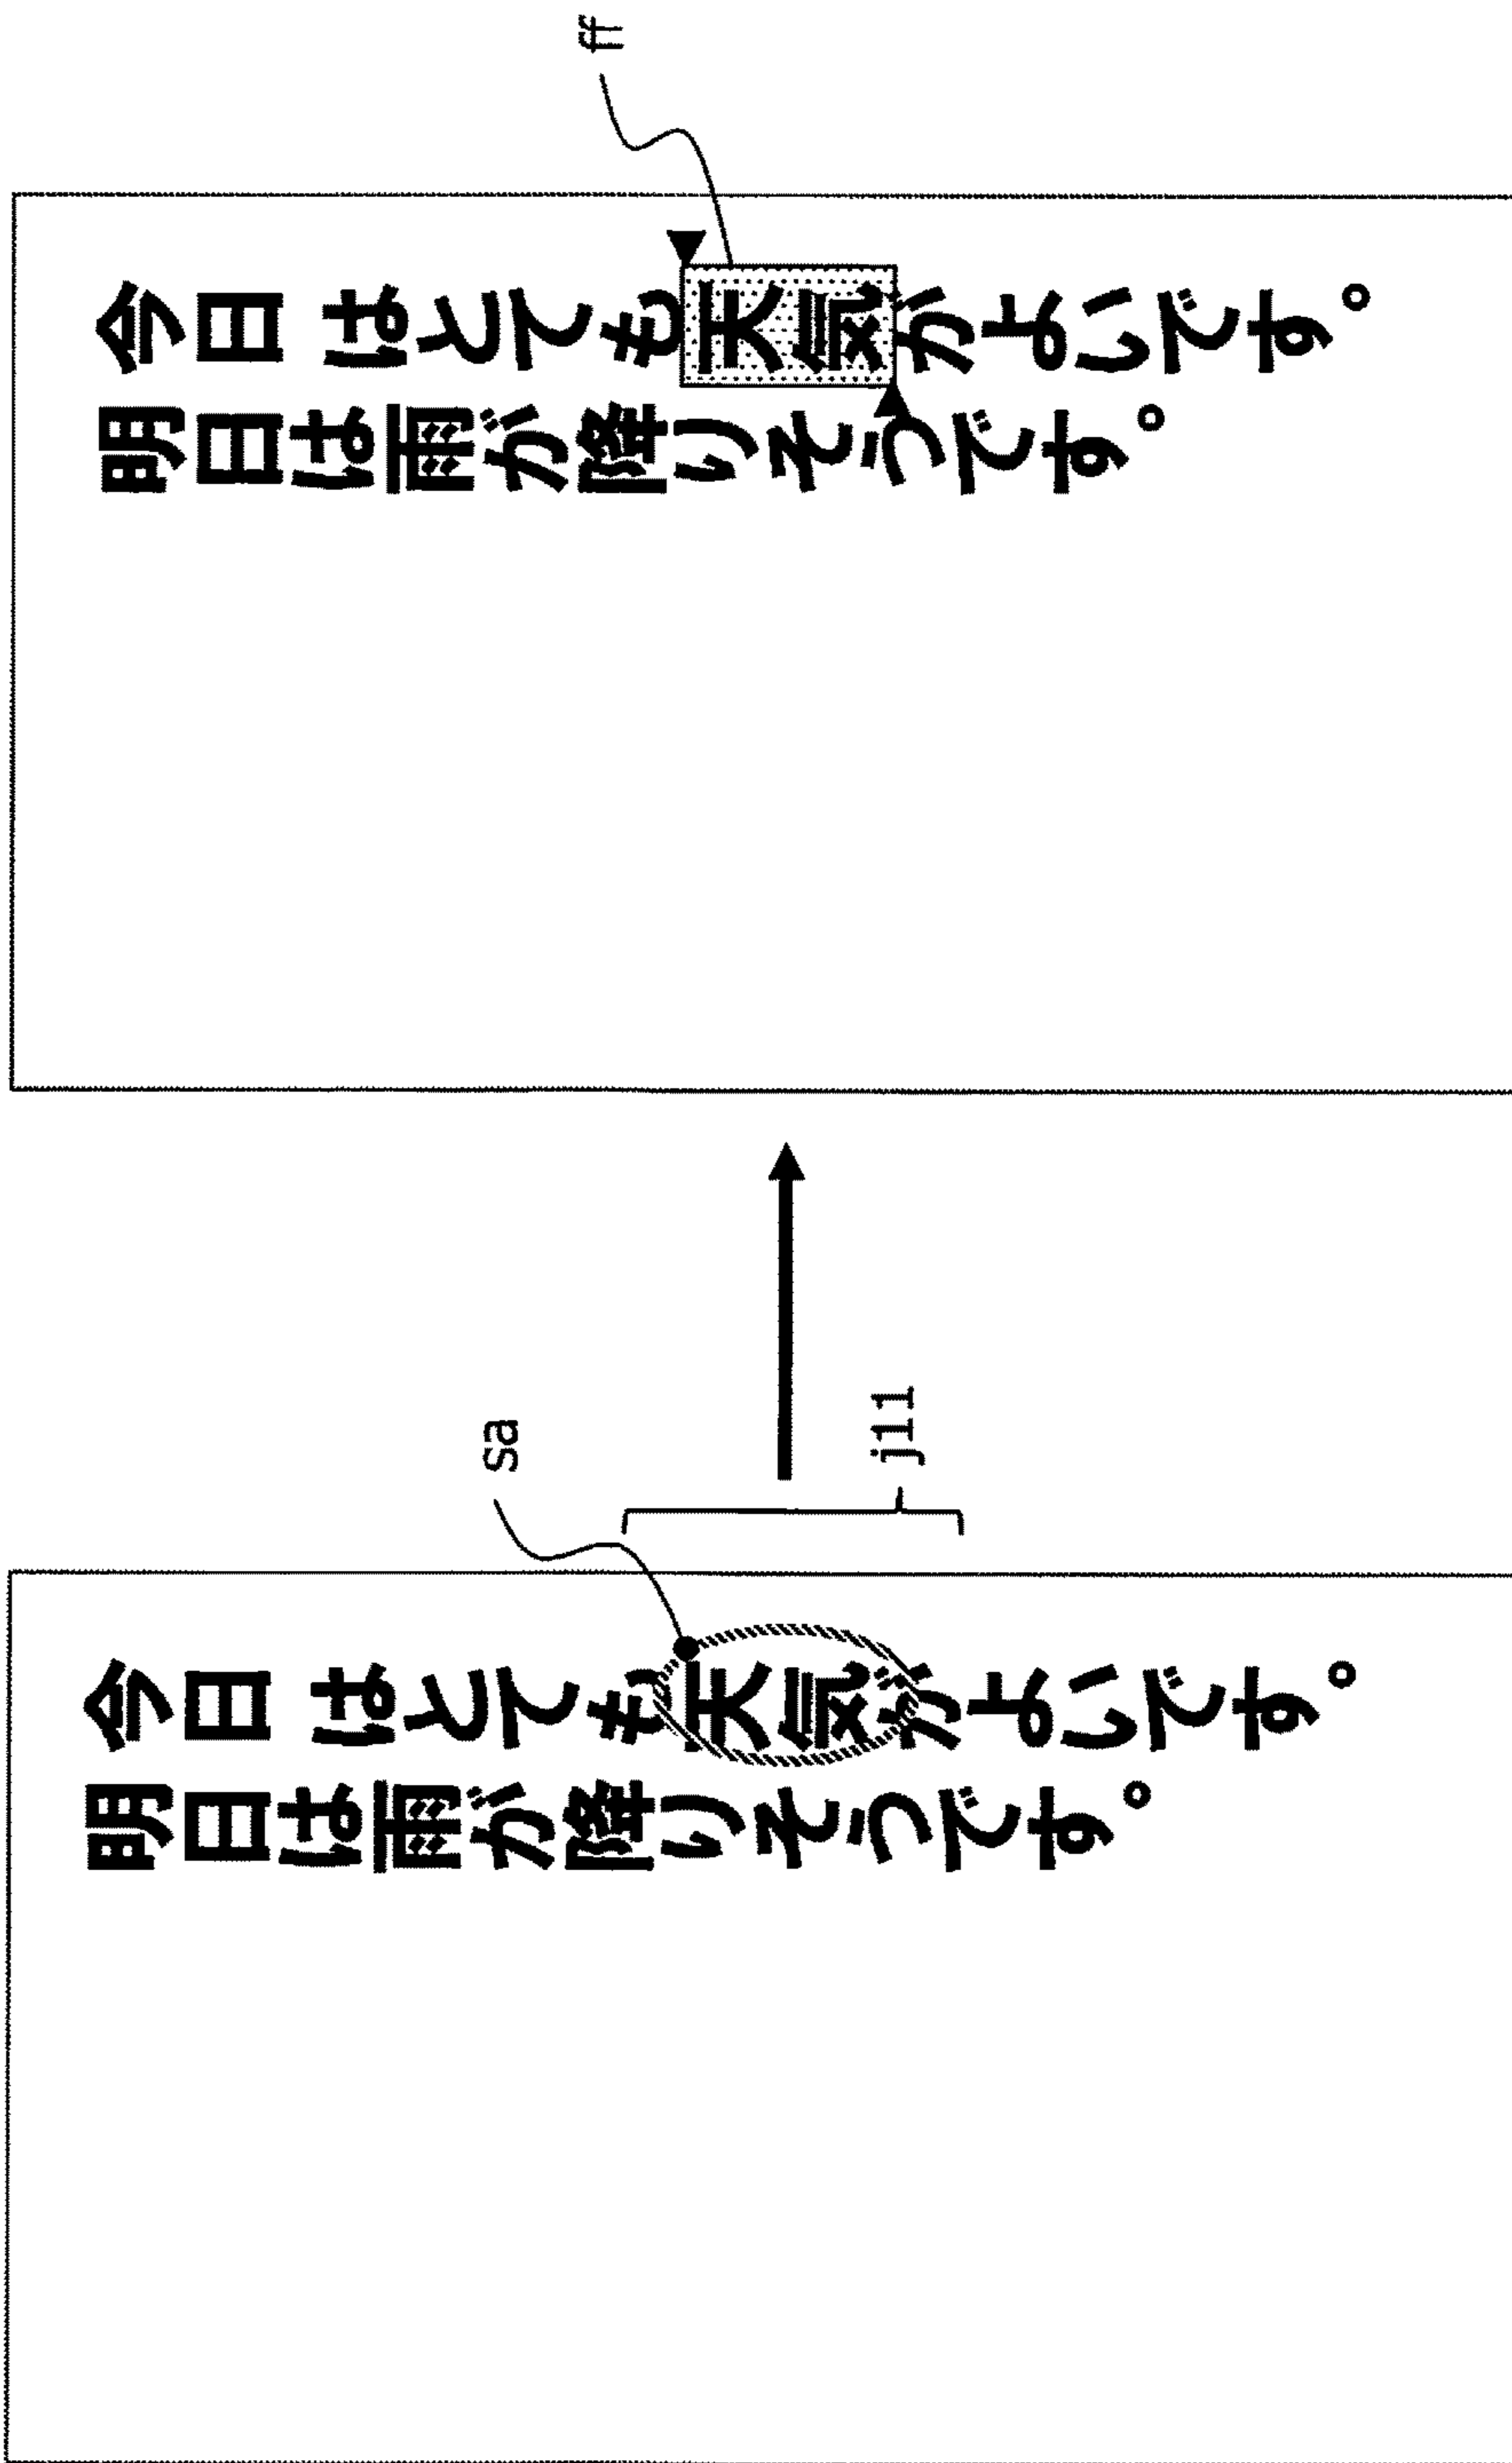 今日はとても天気がよいです。
明日は雨が降りそうです。
sa
j11
今日はとても天気がよいです。
明日は雨が降りそうです。
ff